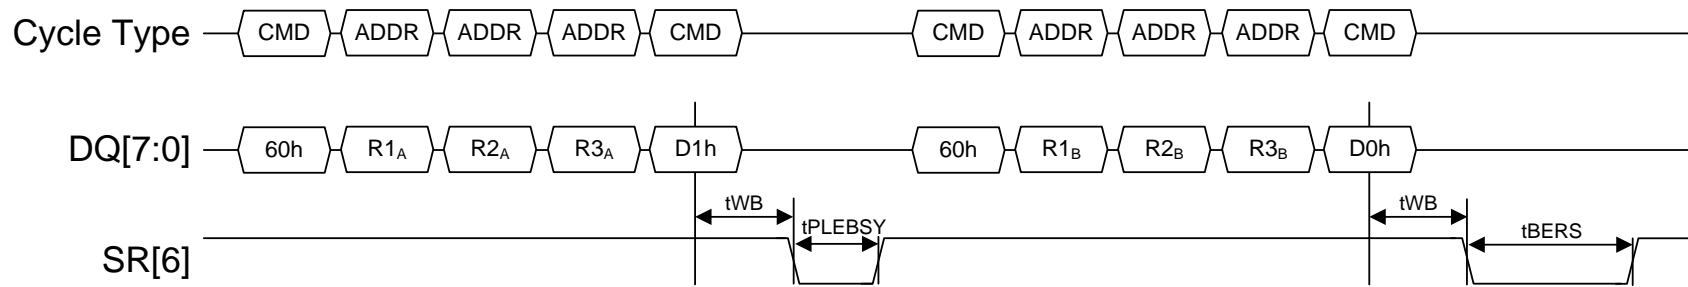 Cycle Type CMD ADDR ADDR ADDR CMD CMD ADDR ADDR ADDR CMD
DQ[7:0] 60h R1A R2A R3A D1h 60h R1B R2B R3B D0h
tWB tWB
tPLEBSY tBERS
SR[6]